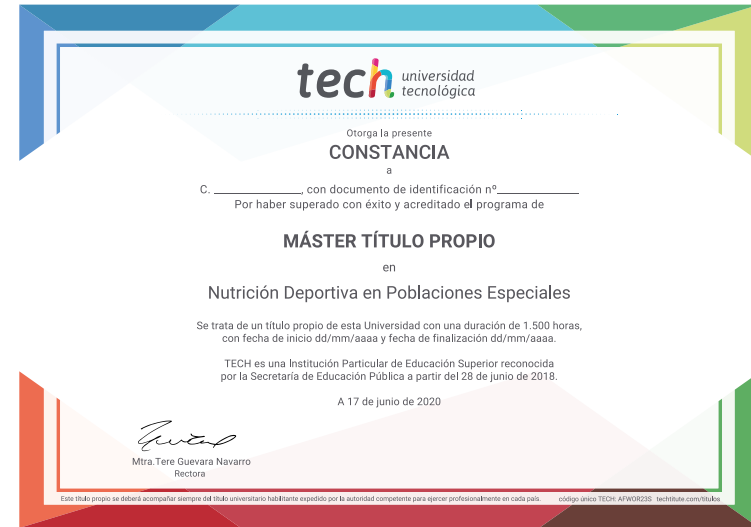 tech universidad
tecnológica
Otorga la presente
CONSTANCIA
a
C. ______________, con documento de identificación nº______________
Por haber superado con éxito y acreditado el programa de
MÁSTER TÍTULO PROPIO
en
Nutrición Deportiva en Poblaciones Especiales
Se trata de un título propio de esta Universidad con una duración de 1.500 horas,
con fecha de inicio dd/mm/aaaa y fecha de finalización dd/mm/aaaa.
TECH es una Institución Particular de Educación Superior reconocida
por la Secretaría de Educación Pública a partir del 28 de junio de 2018.
A 17 de junio de 2020
Mtra.Tere Guevara Navarro
Rectora
Este título propio se deberá acompañar siempre del título universitario habilitante expedido por la autoridad competente para ejercer profesionalmente en cada país. código único TECH: AFWOR23S techtitute.com/titulos